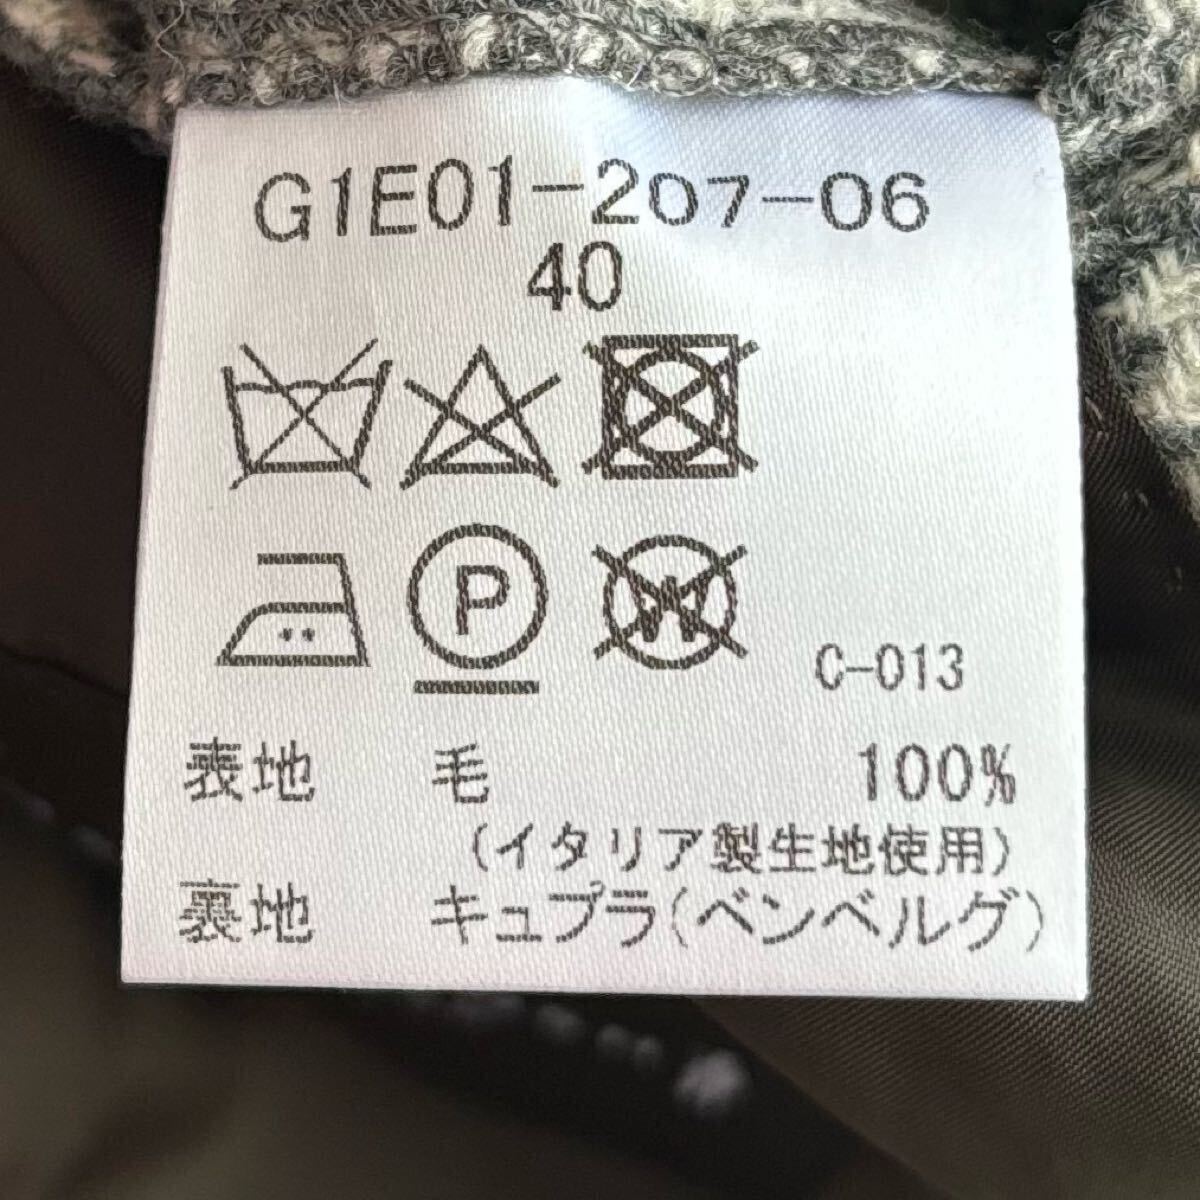 G1E01-207-06
40
P
W
C-013
表地 毛 100%
(イタリア製生地使用)
裏地 キュプラ(ベンベルグ)